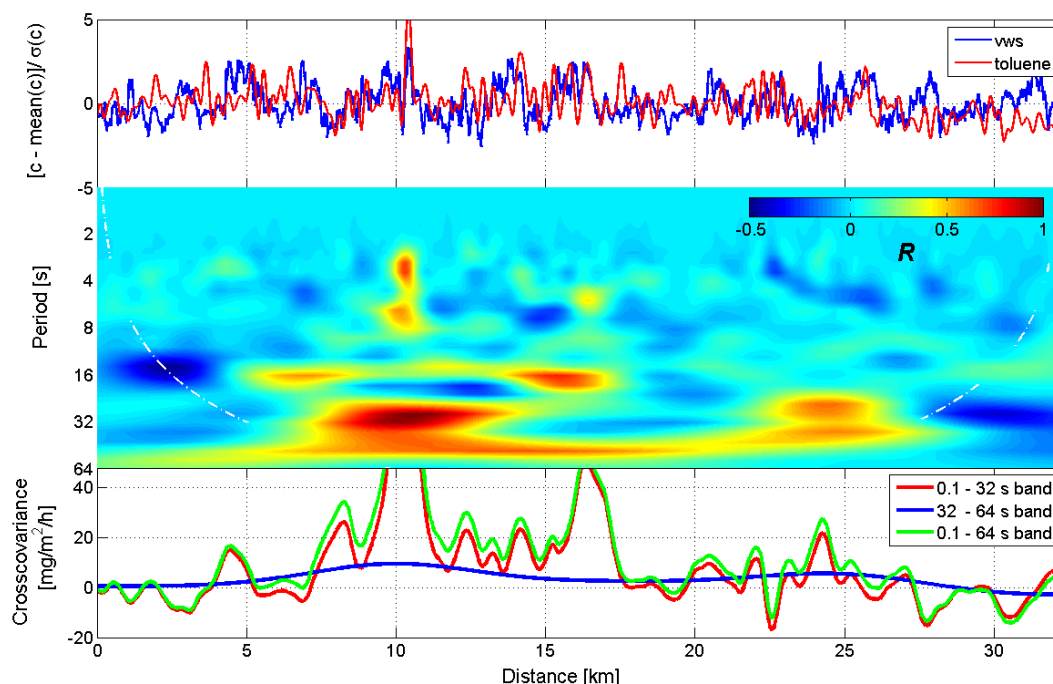 5
0
-5
[c - mean(c)]/ σ(c)
vws
toluene
2
4
8
16
32
64
Period [s]
-0.5
0
0.5
1
R
40
20
0
-20
Crosscovariance
[mg/m²/h]
0.1 - 32 s band
32 - 64 s band
0.1 - 64 s band
0
5
10
15
20
25
30
Distance [km]